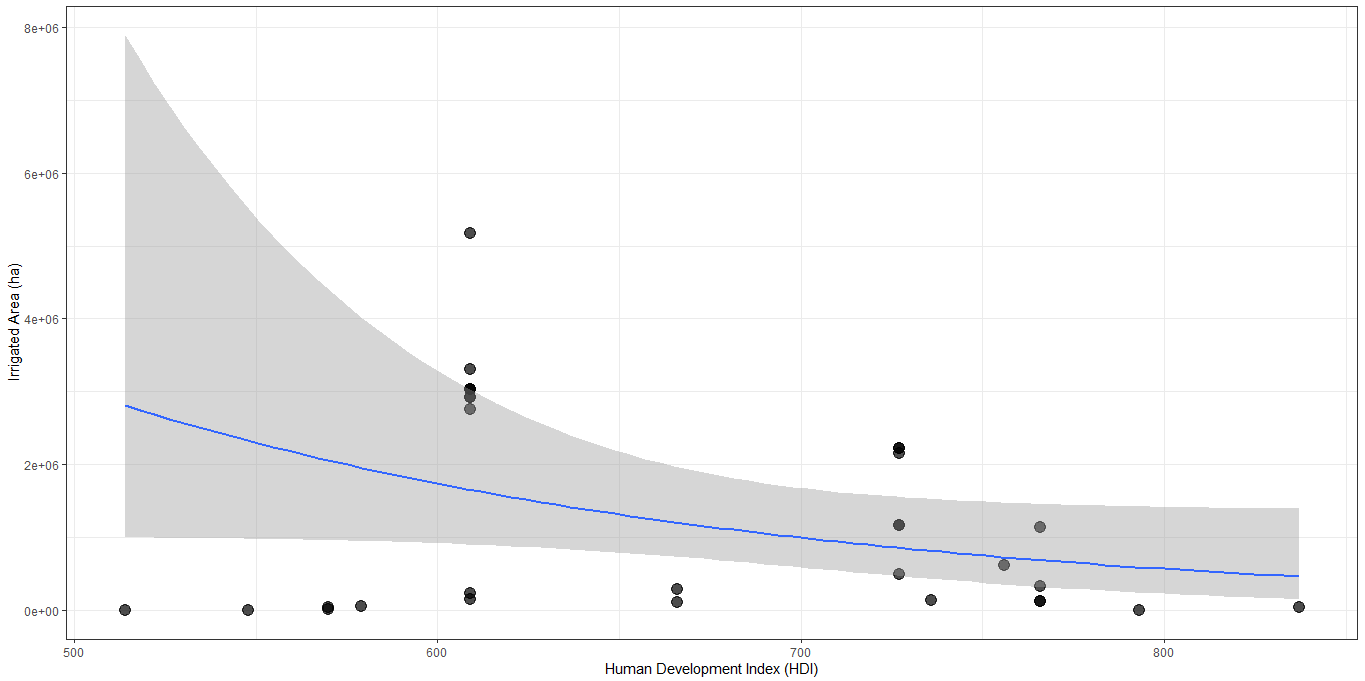 8e+06
6e+06
4e+06
2e+06
0e+00
Irrigated Area (ha)
500
600
700
800
Human Development Index (HDI)